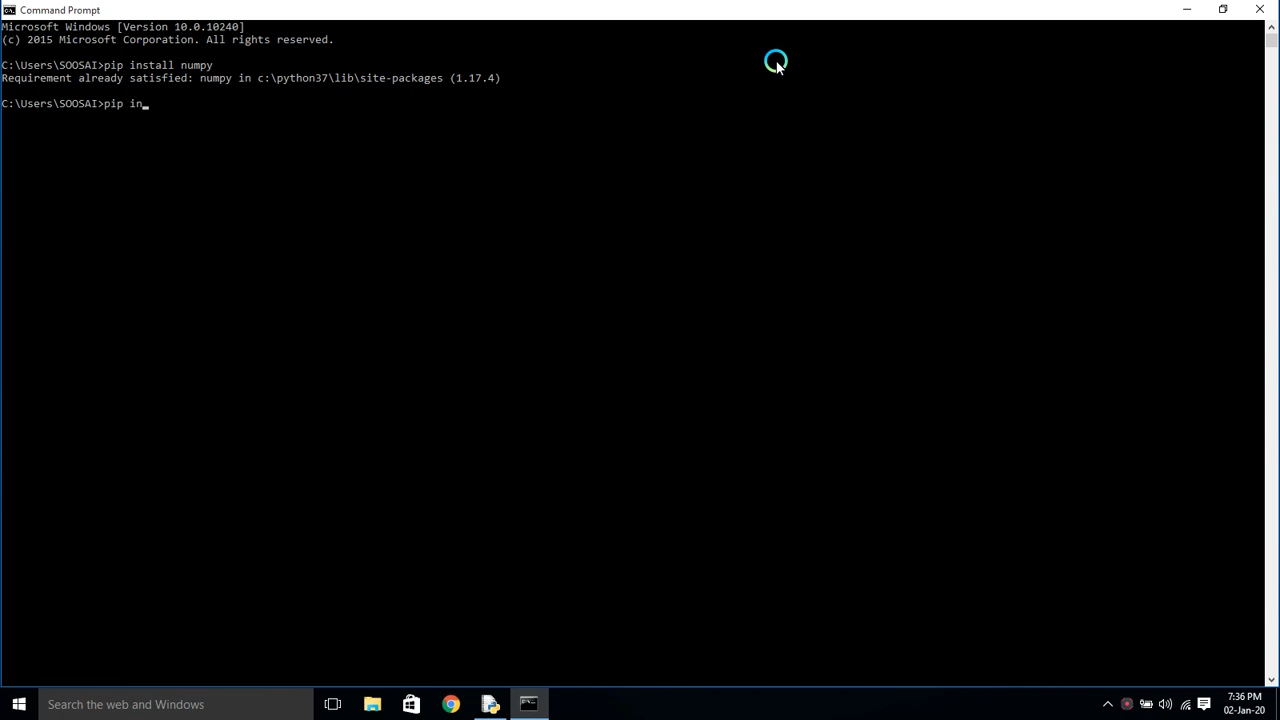 Command Prompt
Microsoft Windows [Version 10.0.10240]
(c) 2015 Microsoft Corporation. All rights reserved.
C:\Users\SOOSAI>pip install numpy
Requirement already satisfied: numpy in c:\python37\lib\site-packages (1.17.4)
C:\Users\SOOSAI>pip in_
Search the web and Windows
7:36 PM
02-Jan-20